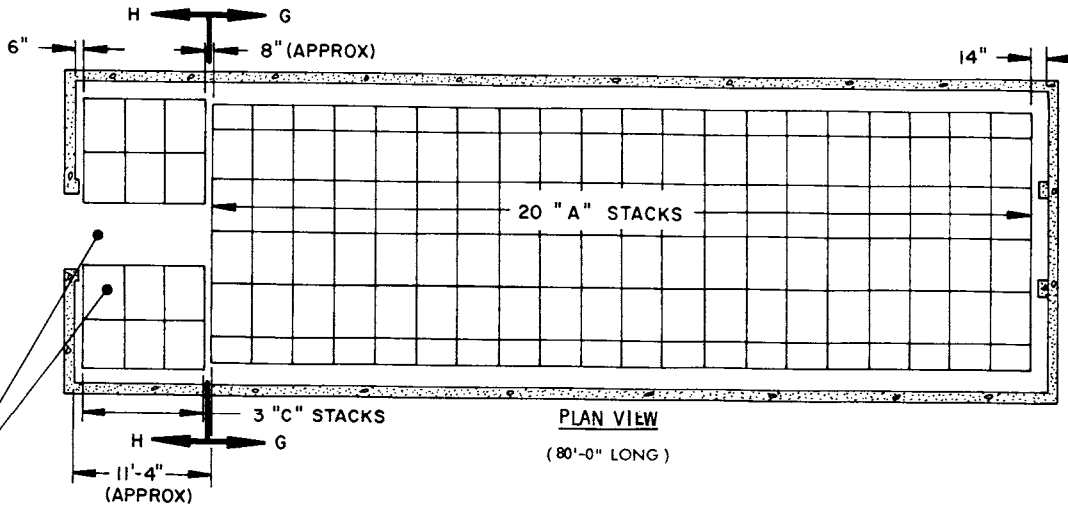 H G
6" 8" (APPROX) 14"
20 "A" STACKS
3 "C" STACKS
H G
PLAN VIEW
(80'-0" LONG)
11'-4"
(APPROX)